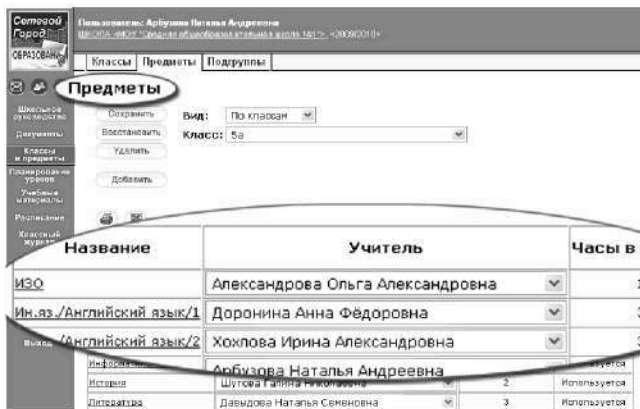 Сетевой
Город
ОБРАЗОВАНИЕ
Пользователь: Арбузова Наталья Андреевна
Классы Предметы Подгруппы
Предметы
Школьное
руководство
Документы
Классы
и предметы
Планирование
уроков
Учебные
материалы
Расписание
Классный
журнал
Сохранить
Восстановить
Удалить
Добавить
Вид: По классам
Класс: 5а
Название Учитель Часы в
ИЗО Александрова Ольга Александровна
Ин.яз./Английский язык/1 Доронина Анна Фёдоровна
/Английский язык/2 Хохлова Ирина Александровна
Выход
Арбузова Наталья Андреевна
История Шутова Галина Николаевна 2 Используется
Литература Давыдова Наталья Семеновна 3 Используется